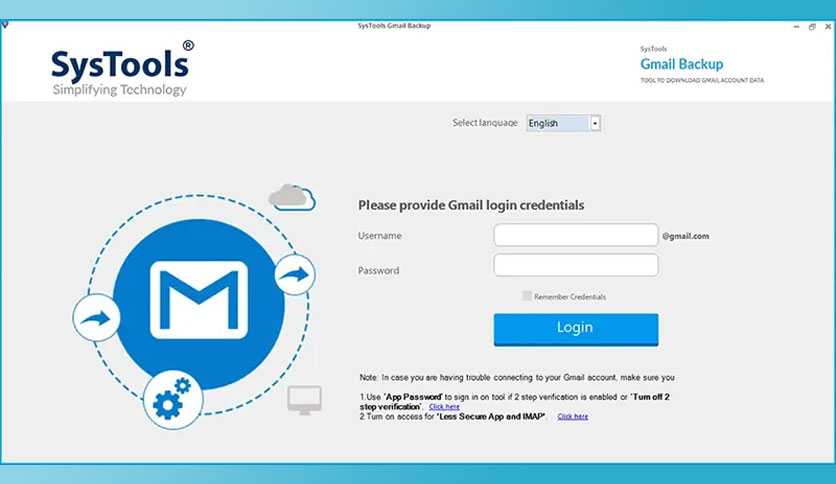 SysTools Gmail Backup
SysTools®
Simplifying Technology
SysTools
Gmail Backup
TOOL TO DOWNLOAD GMAIL ACCOUNT DATA
Select language English
Please provide Gmail login credentials
Username @gmail.com
Password
Remember Credentials
Login
Note: In case you are having trouble connecting to your Gmail account, make sure you
1.Use 'App Password' to sign in on tool if 2 step verification is enabled or 'Turn off 2
step verification'. Click here
2.Turn on access for "Less Secure App and IMAP". Click here